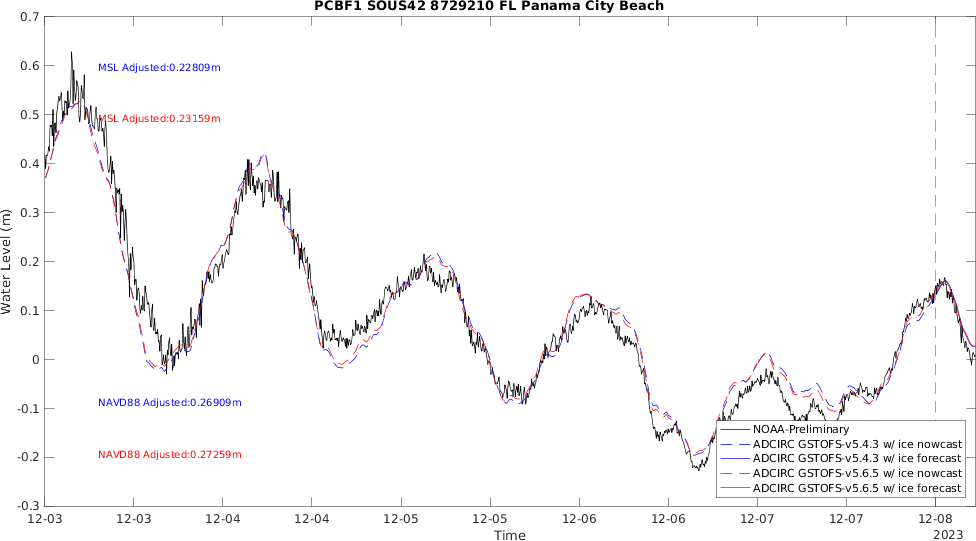 PCBF1 SOUS42 8729210 FL Panama City Beach
0.7
0.6
0.5
0.4
0.3
0.2
0.1
0
-0.1
-0.2
-0.3
Water Level (m)
MSL Adjusted:0.22809m
MSL Adjusted:0.23159m
NAVD88 Adjusted:0.26909m
NAVD88 Adjusted:0.27259m
NOAA-Preliminary
ADCIRC GSTOFS-v5.4.3 w/ ice nowcast
ADCIRC GSTOFS-v5.4.3 w/ ice forecast
ADCIRC GSTOFS-v5.6.5 w/ ice nowcast
ADCIRC GSTOFS-v5.6.5 w/ ice forecast
12-03 12-03 12-04 12-04 12-05 12-05 12-06 12-06 12-07 12-07 12-08
2023
Time